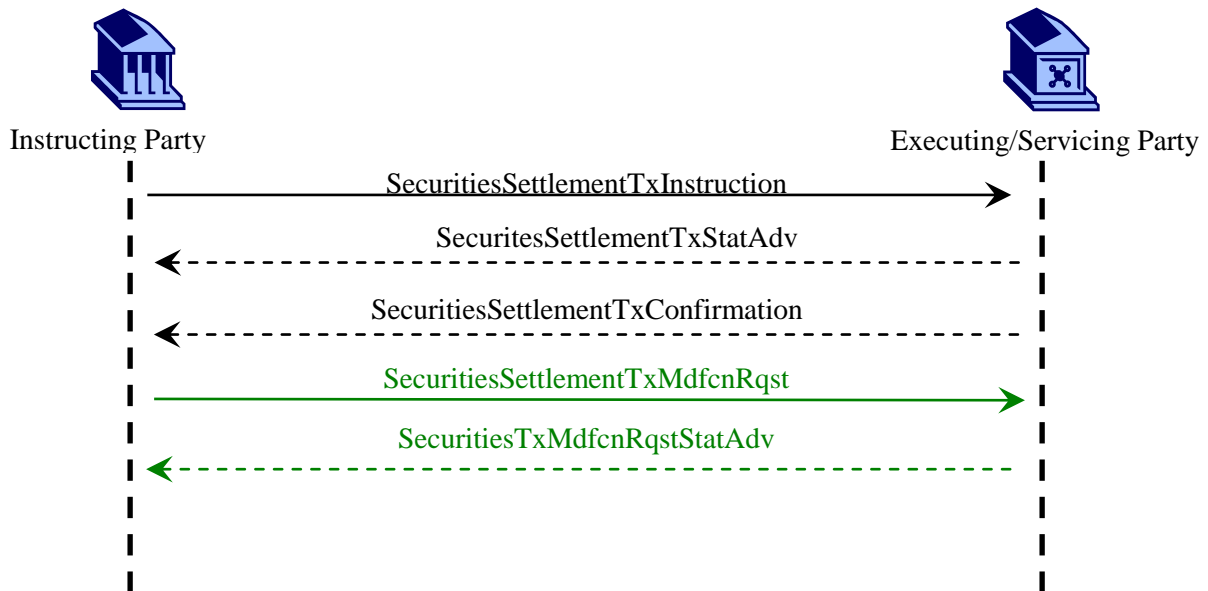 Instructing Party
Executing/Servicing Party
SecuritiesSettlementTxInstruction
SecuritesSettlementTxStatAdv
SecuritiesSettlementTxConfirmation
SecuritiesSettlementTxMdfcnRqst
SecuritiesTxMdfcnRqstStatAdv